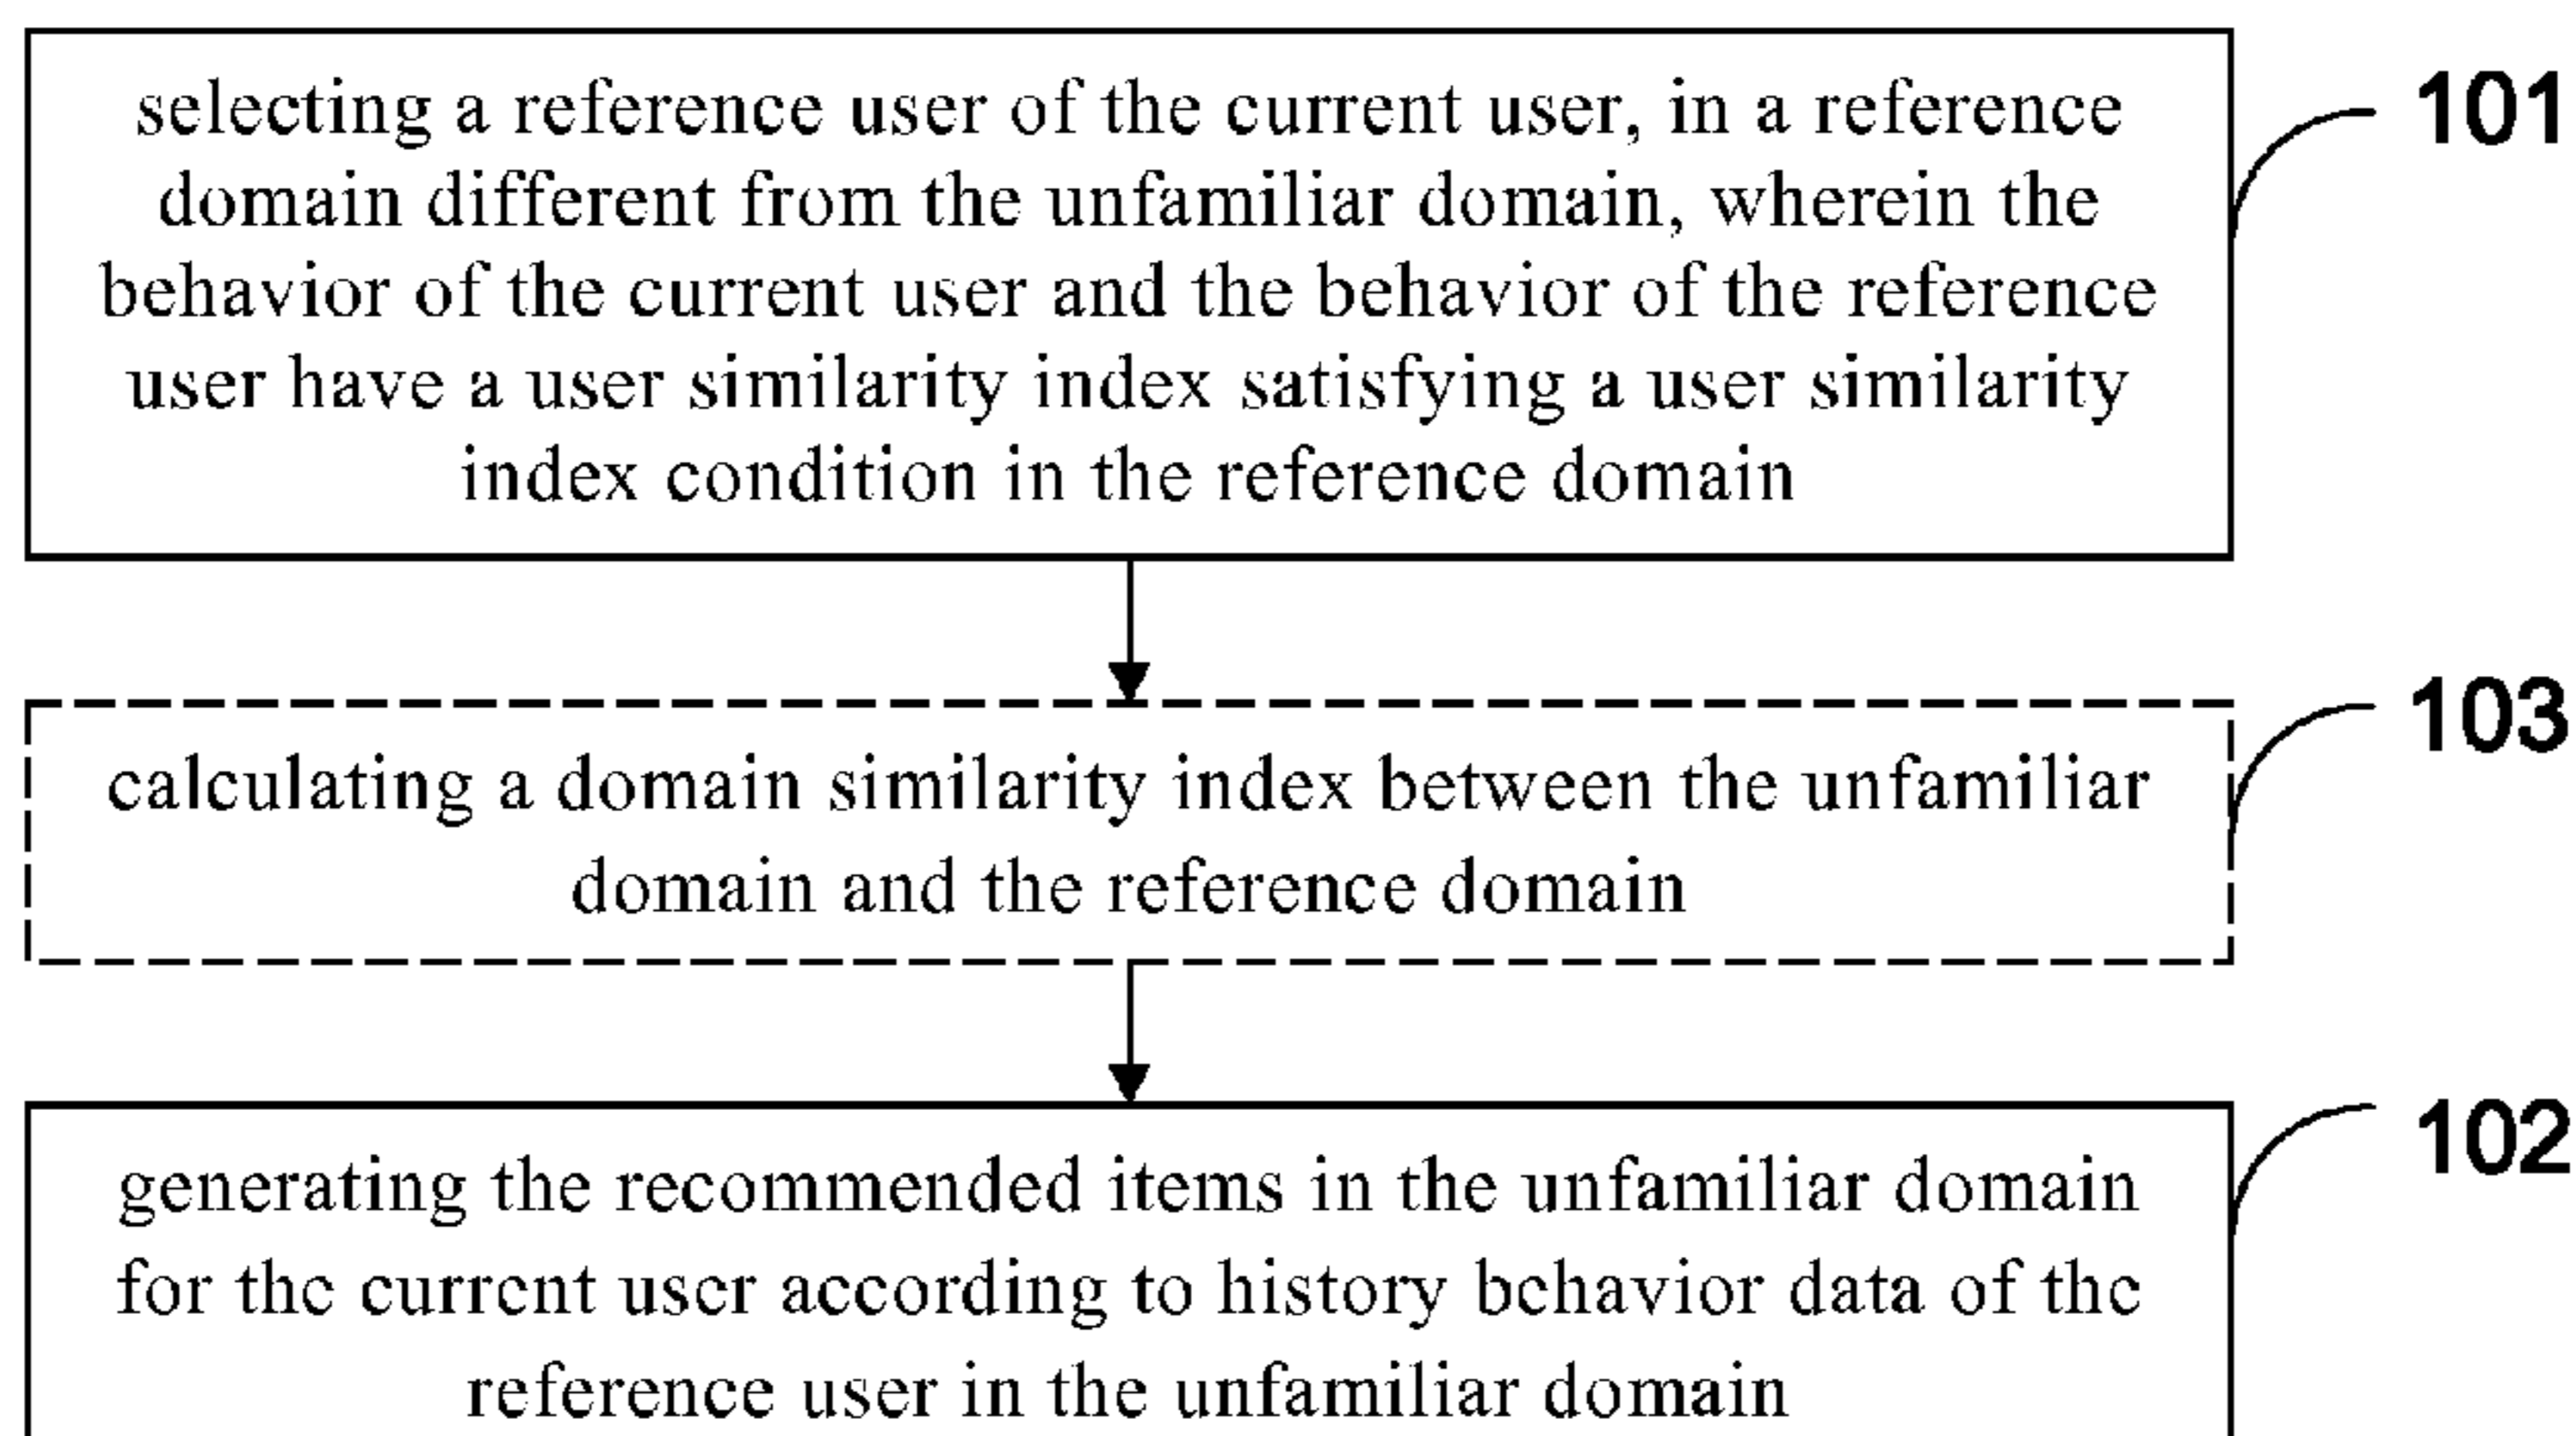 selecting a reference user of the current user, in a reference
domain different from the unfamiliar domain, wherein the
behavior of the current user and the behavior of the reference
user have a user similarity index satisfying a user similarity
index condition in the reference domain
101
calculating a domain similarity index between the unfamiliar
domain and the reference domain
103
generating the recommended items in the unfamiliar domain
for the current user according to history behavior data of the
reference user in the unfamiliar domain
102